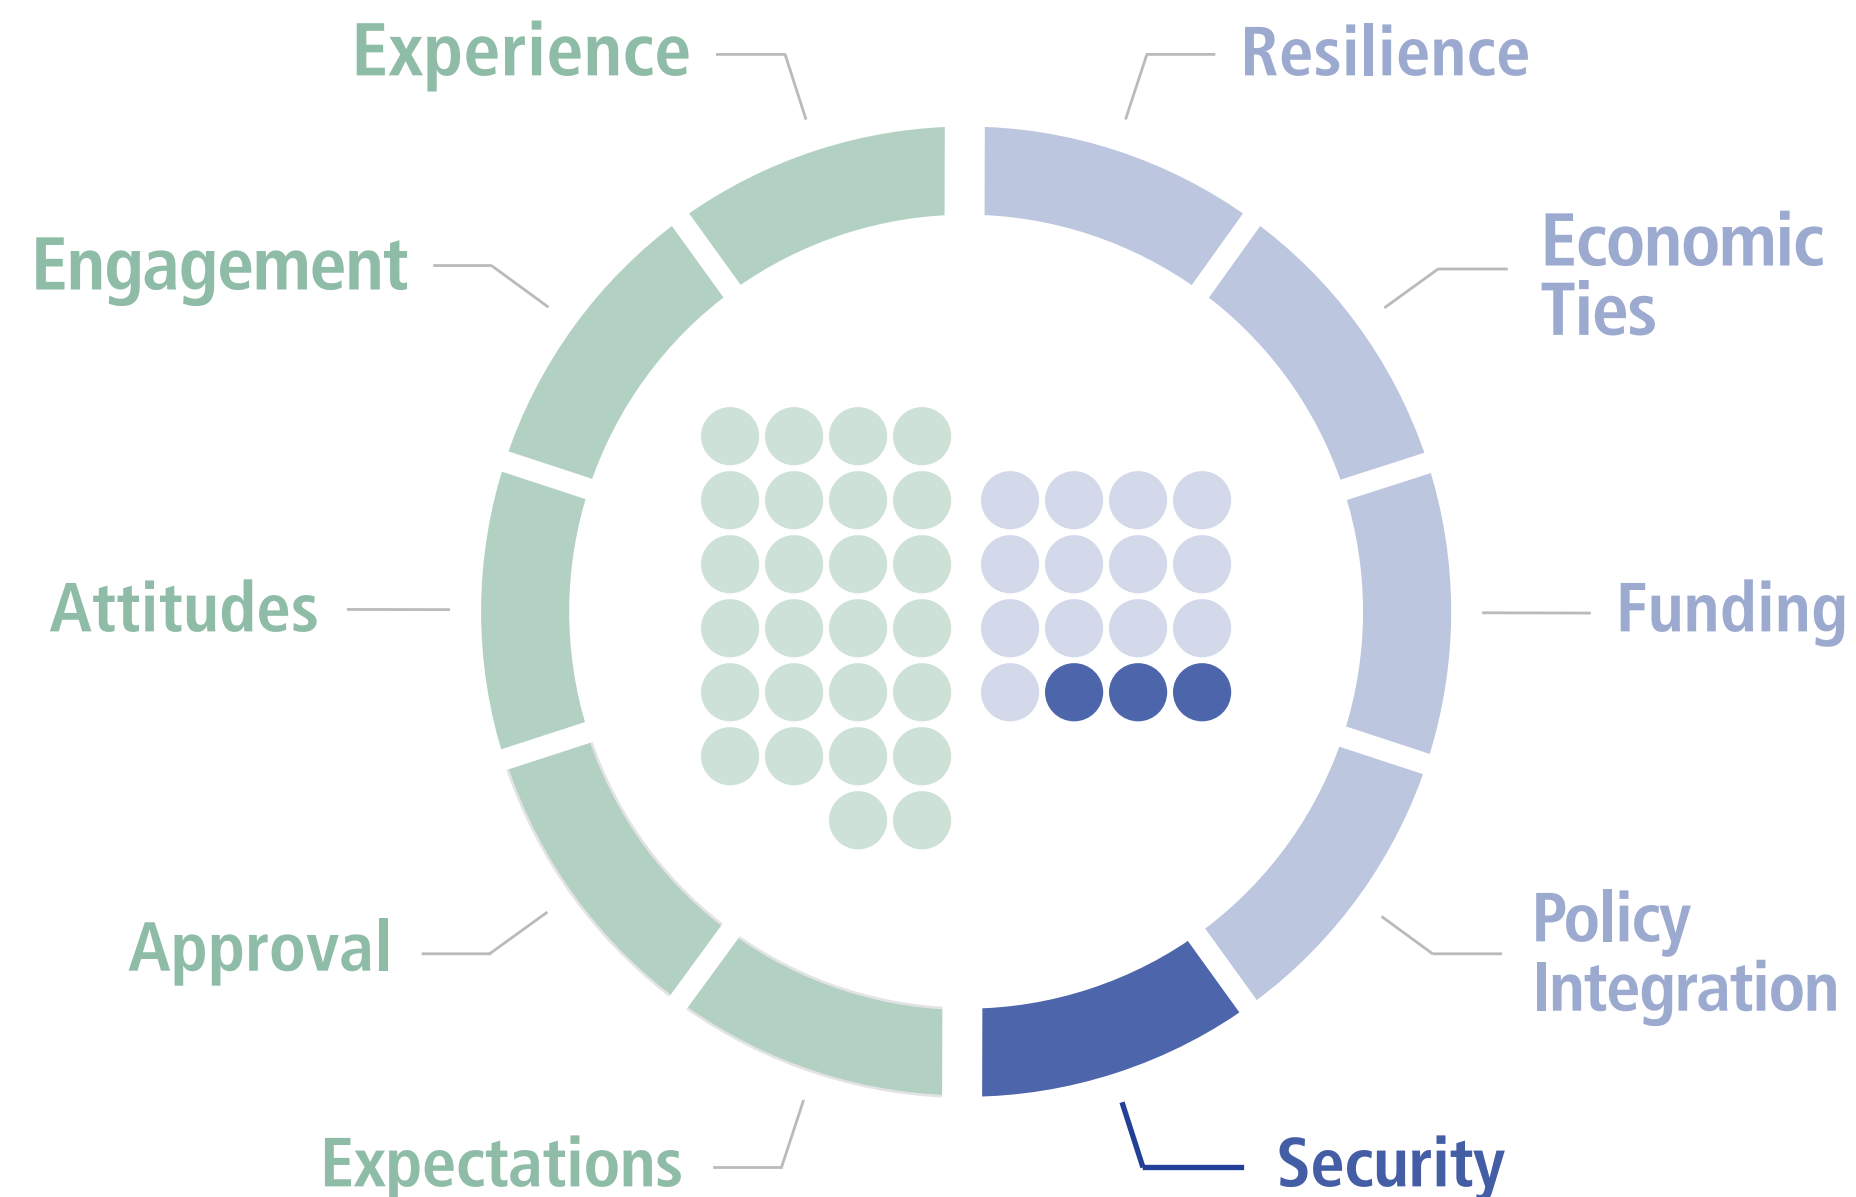 Experience
Resilience
Engagement
Economic
Ties
Attitudes
Funding
Approval
Policy
Integration
Expectations
Security